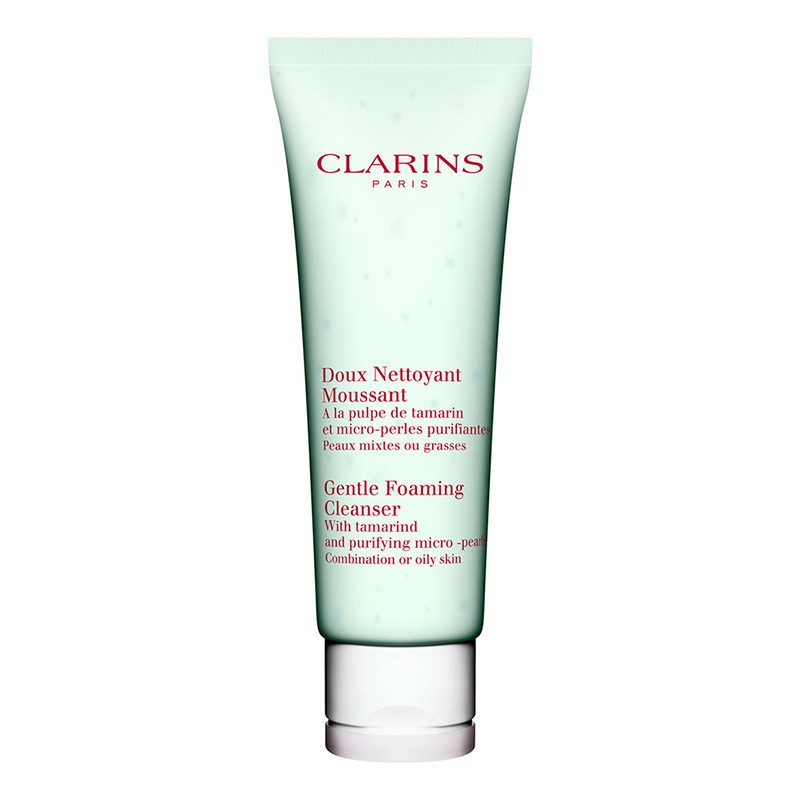 CLARINS
PARIS
Doux Nettoyant
Moussant
A la pulpe de tamarin
et micro-perles purifiantes
Peaux mixtes ou grasses
Gentle Foaming
Cleanser
With tamarind
and purifying micro -pearl
Combination or oily skin